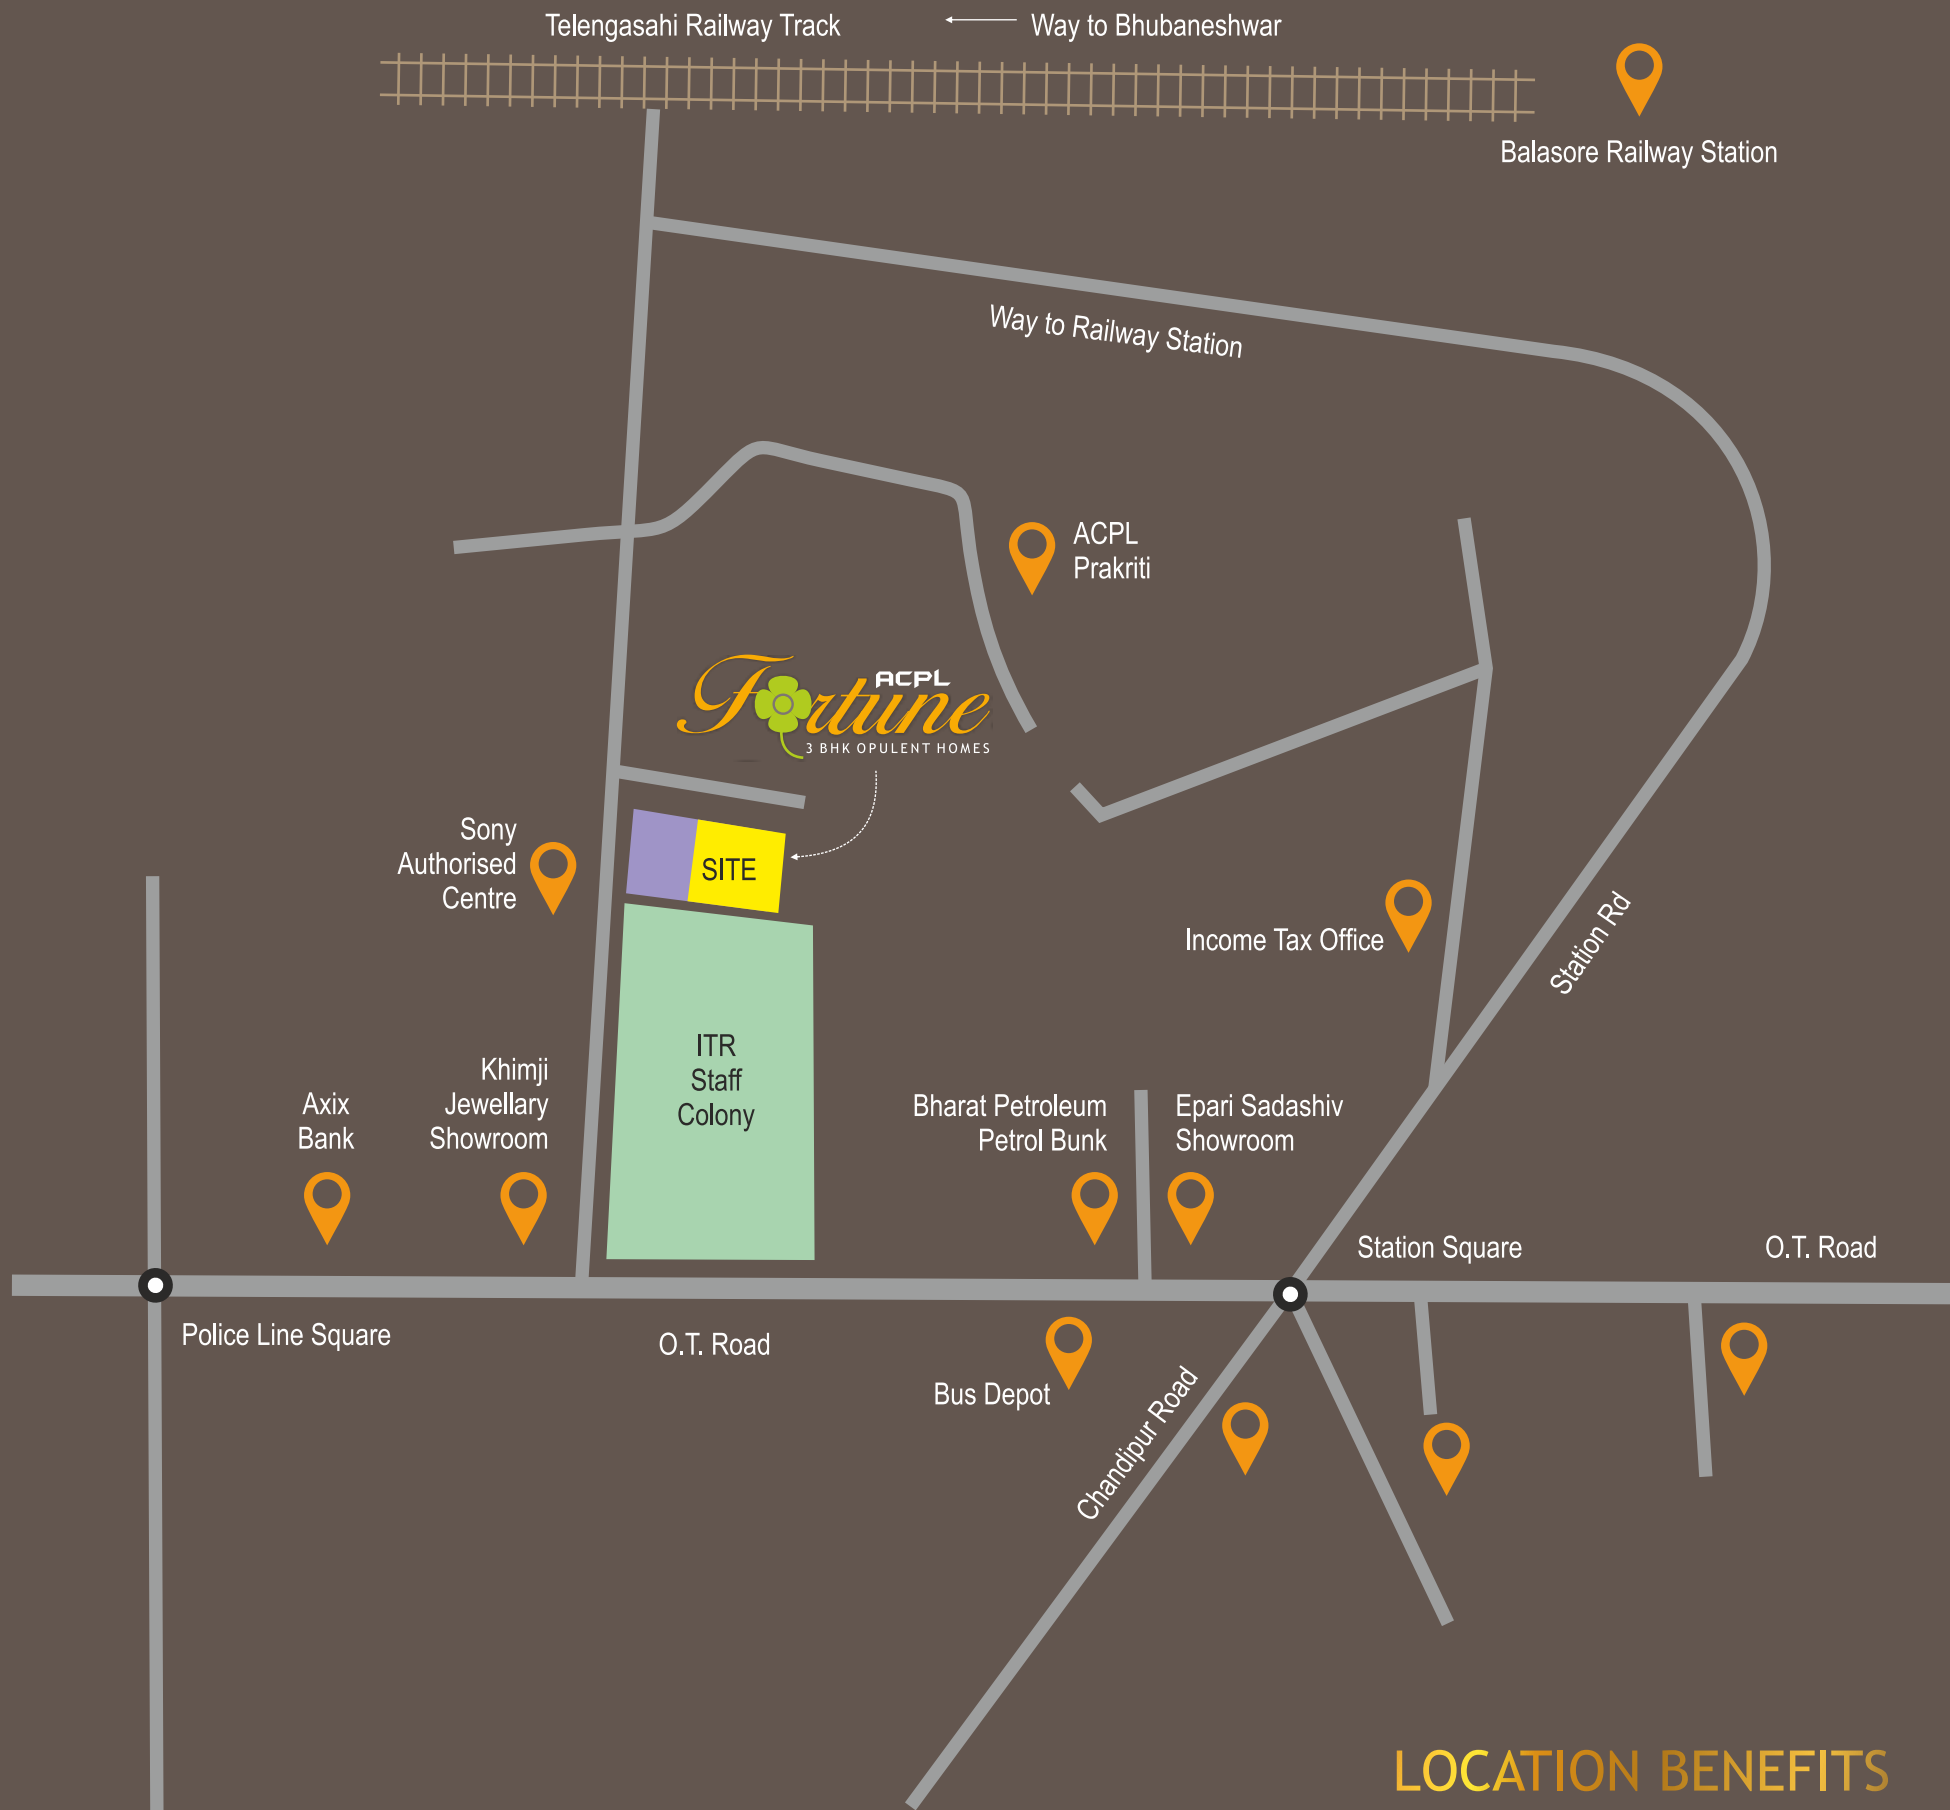 Telengasahi Railway Track
Way to Bhubaneshwar
Balasore Railway Station
Way to Railway Station
ACPL
Prakriti
ACPL
Fortune
3 BHK OPULENT HOMES
Sony
Authorised
Centre
SITE
Income Tax Office
Station Rd
ITR
Staff
Colony
Khimji
Jewellary
Showroom
Axix
Bank
Bharat Petroleum
Petrol Bunk
Epari Sadashiv
Showroom
Station Square
O.T. Road
Police Line Square
O.T. Road
Bus Depot
Chandipur Road
LOCATION BENEFITS